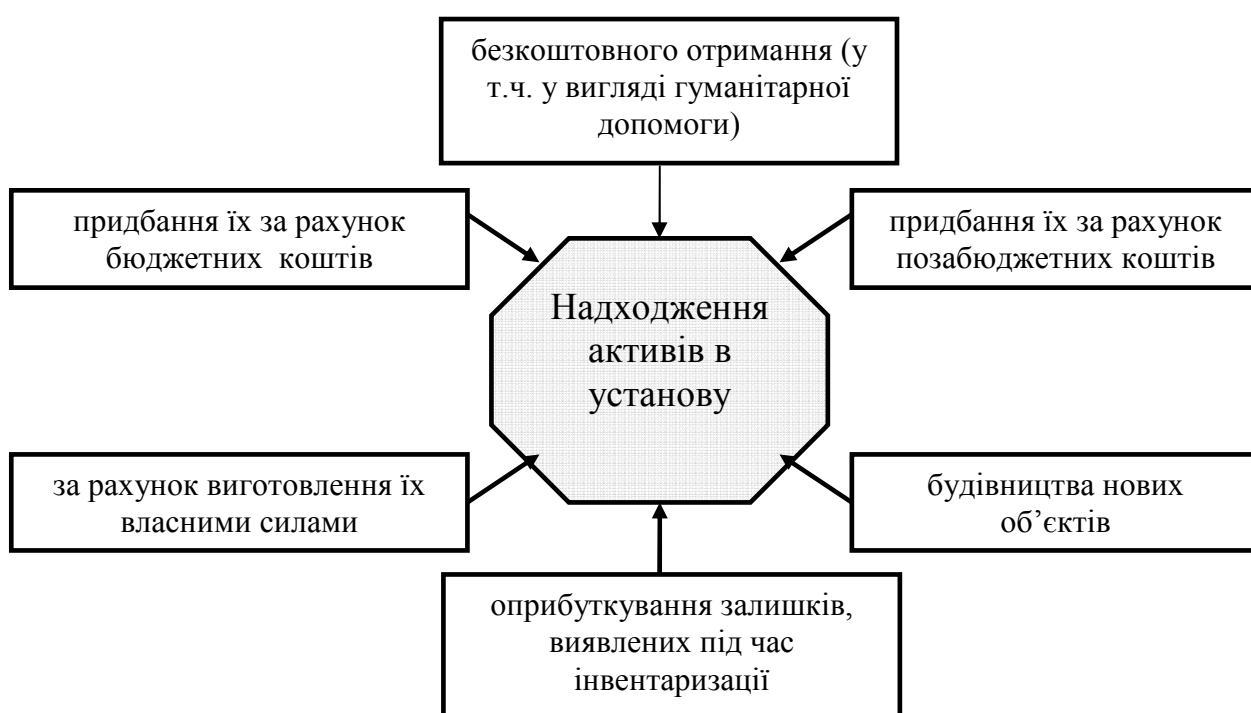 безкоштовного отримання (у
т.ч. у вигляді гуманітарної
допомоги)
придбання їх за рахунок
бюджетних коштів
придбання їх за рахунок
позабюджетних коштів
Надходження
активів в
установу
за рахунок виготовлення їх
власними силами
будівництва нових
об’єктів
оприбуткування залишків,
виявлених під час
інвентаризації